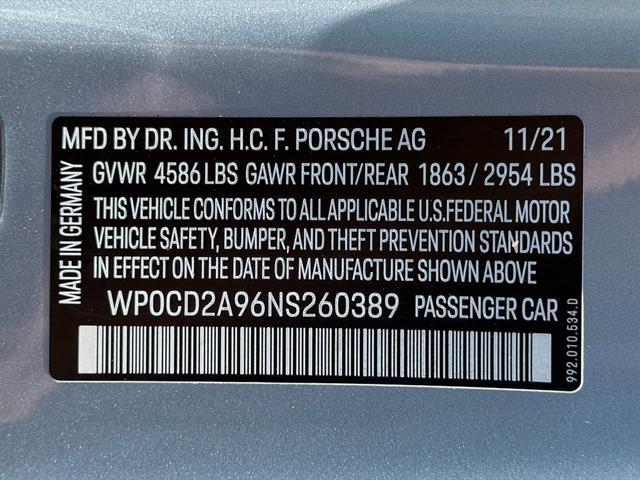 MFD BY DR. ING. H.C. F. PORSCHE AG 11/21
GVWR 4586 LBS GAWR FRONT/REAR 1863 / 2954 LBS
THIS VEHICLE CONFORMS TO ALL APPLICABLE U.S.FEDERAL MOTOR
VEHICLE SAFETY, BUMPER, AND THEFT PREVENTION STANDARDS
IN EFFECT ON THE DATE OF MANUFACTURE SHOWN ABOVE
WP0CD2A96NS260389 PASSENGER CAR
MADE IN GERMANY
992.010.534.0